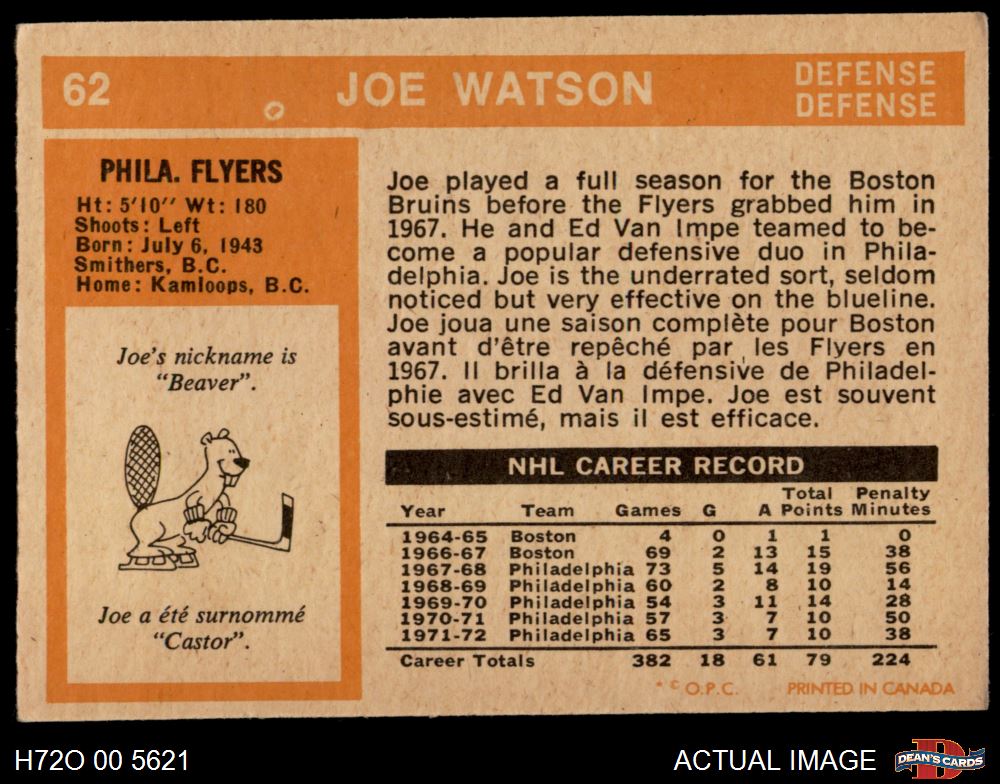 62 JOE WATSON DEFENSE
DEFENSE
PHILA. FLYERS
Ht: 5'10" Wt: 180
Shoots: Left
Born: July 6, 1943
Smithers, B.C.
Home: Kamloops, B.C.
Joe's nickname is
"Beaver".
Joe a été surnommé
"Castor".
Joe played a full season for the Boston
Bruins before the Flyers grabbed him in
1967. He and Ed Van Impe teamed to be-
come a popular defensive duo in Phila-
delphia. Joe is the underrated sort, seldom
noticed but very effective on the blueline.
Joe joua une saison complète pour Boston
avant d'être repêché par les Flyers en
1967. Il brilla à la défensive de Philadel-
phie avec Ed Van Impe. Joe est souvent
sous-estimé, mais il est efficace.
NHL CAREER RECORD
Total Penalty
Year Team Games G A Points Minutes
1964-65 Boston 4 0 1 1 0
1966-67 Boston 69 2 13 15 38
1967-68 Philadelphia 73 5 14 19 56
1968-69 Philadelphia 60 2 8 10 14
1969-70 Philadelphia 54 3 11 14 28
1970-71 Philadelphia 57 3 7 10 50
1971-72 Philadelphia 65 3 7 10 38
Career Totals 382 18 61 79 224
* © O.P.C. PRINTED IN CANADA
H72O 00 5621 ACTUAL IMAGE
D
DEAN'S CARDS